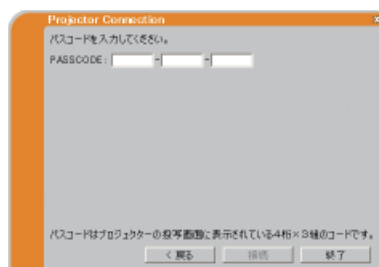 Projector Connection
パスコードを入力してください。
PASSCODE: - -
パスコードはプロジェクターの投写画面に表示されている4桁×3組のコードです。
< 戻る 接続 終了